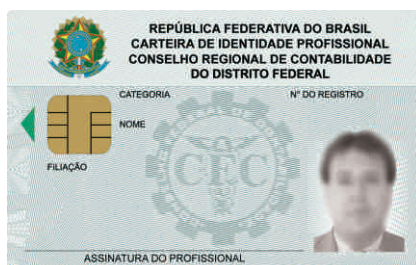 REPÚBLICA FEDERATIVA DO BRASIL
CARTEIRA DE IDENTIDADE PROFISSIONAL
CONSELHO REGIONAL DE CONTABILIDADE
DO DISTRITO FEDERAL
CATEGORIA N° DO REGISTRO
NOME
FILIAÇÃO
CFC
ASSINATURA DO PROFISSIONAL